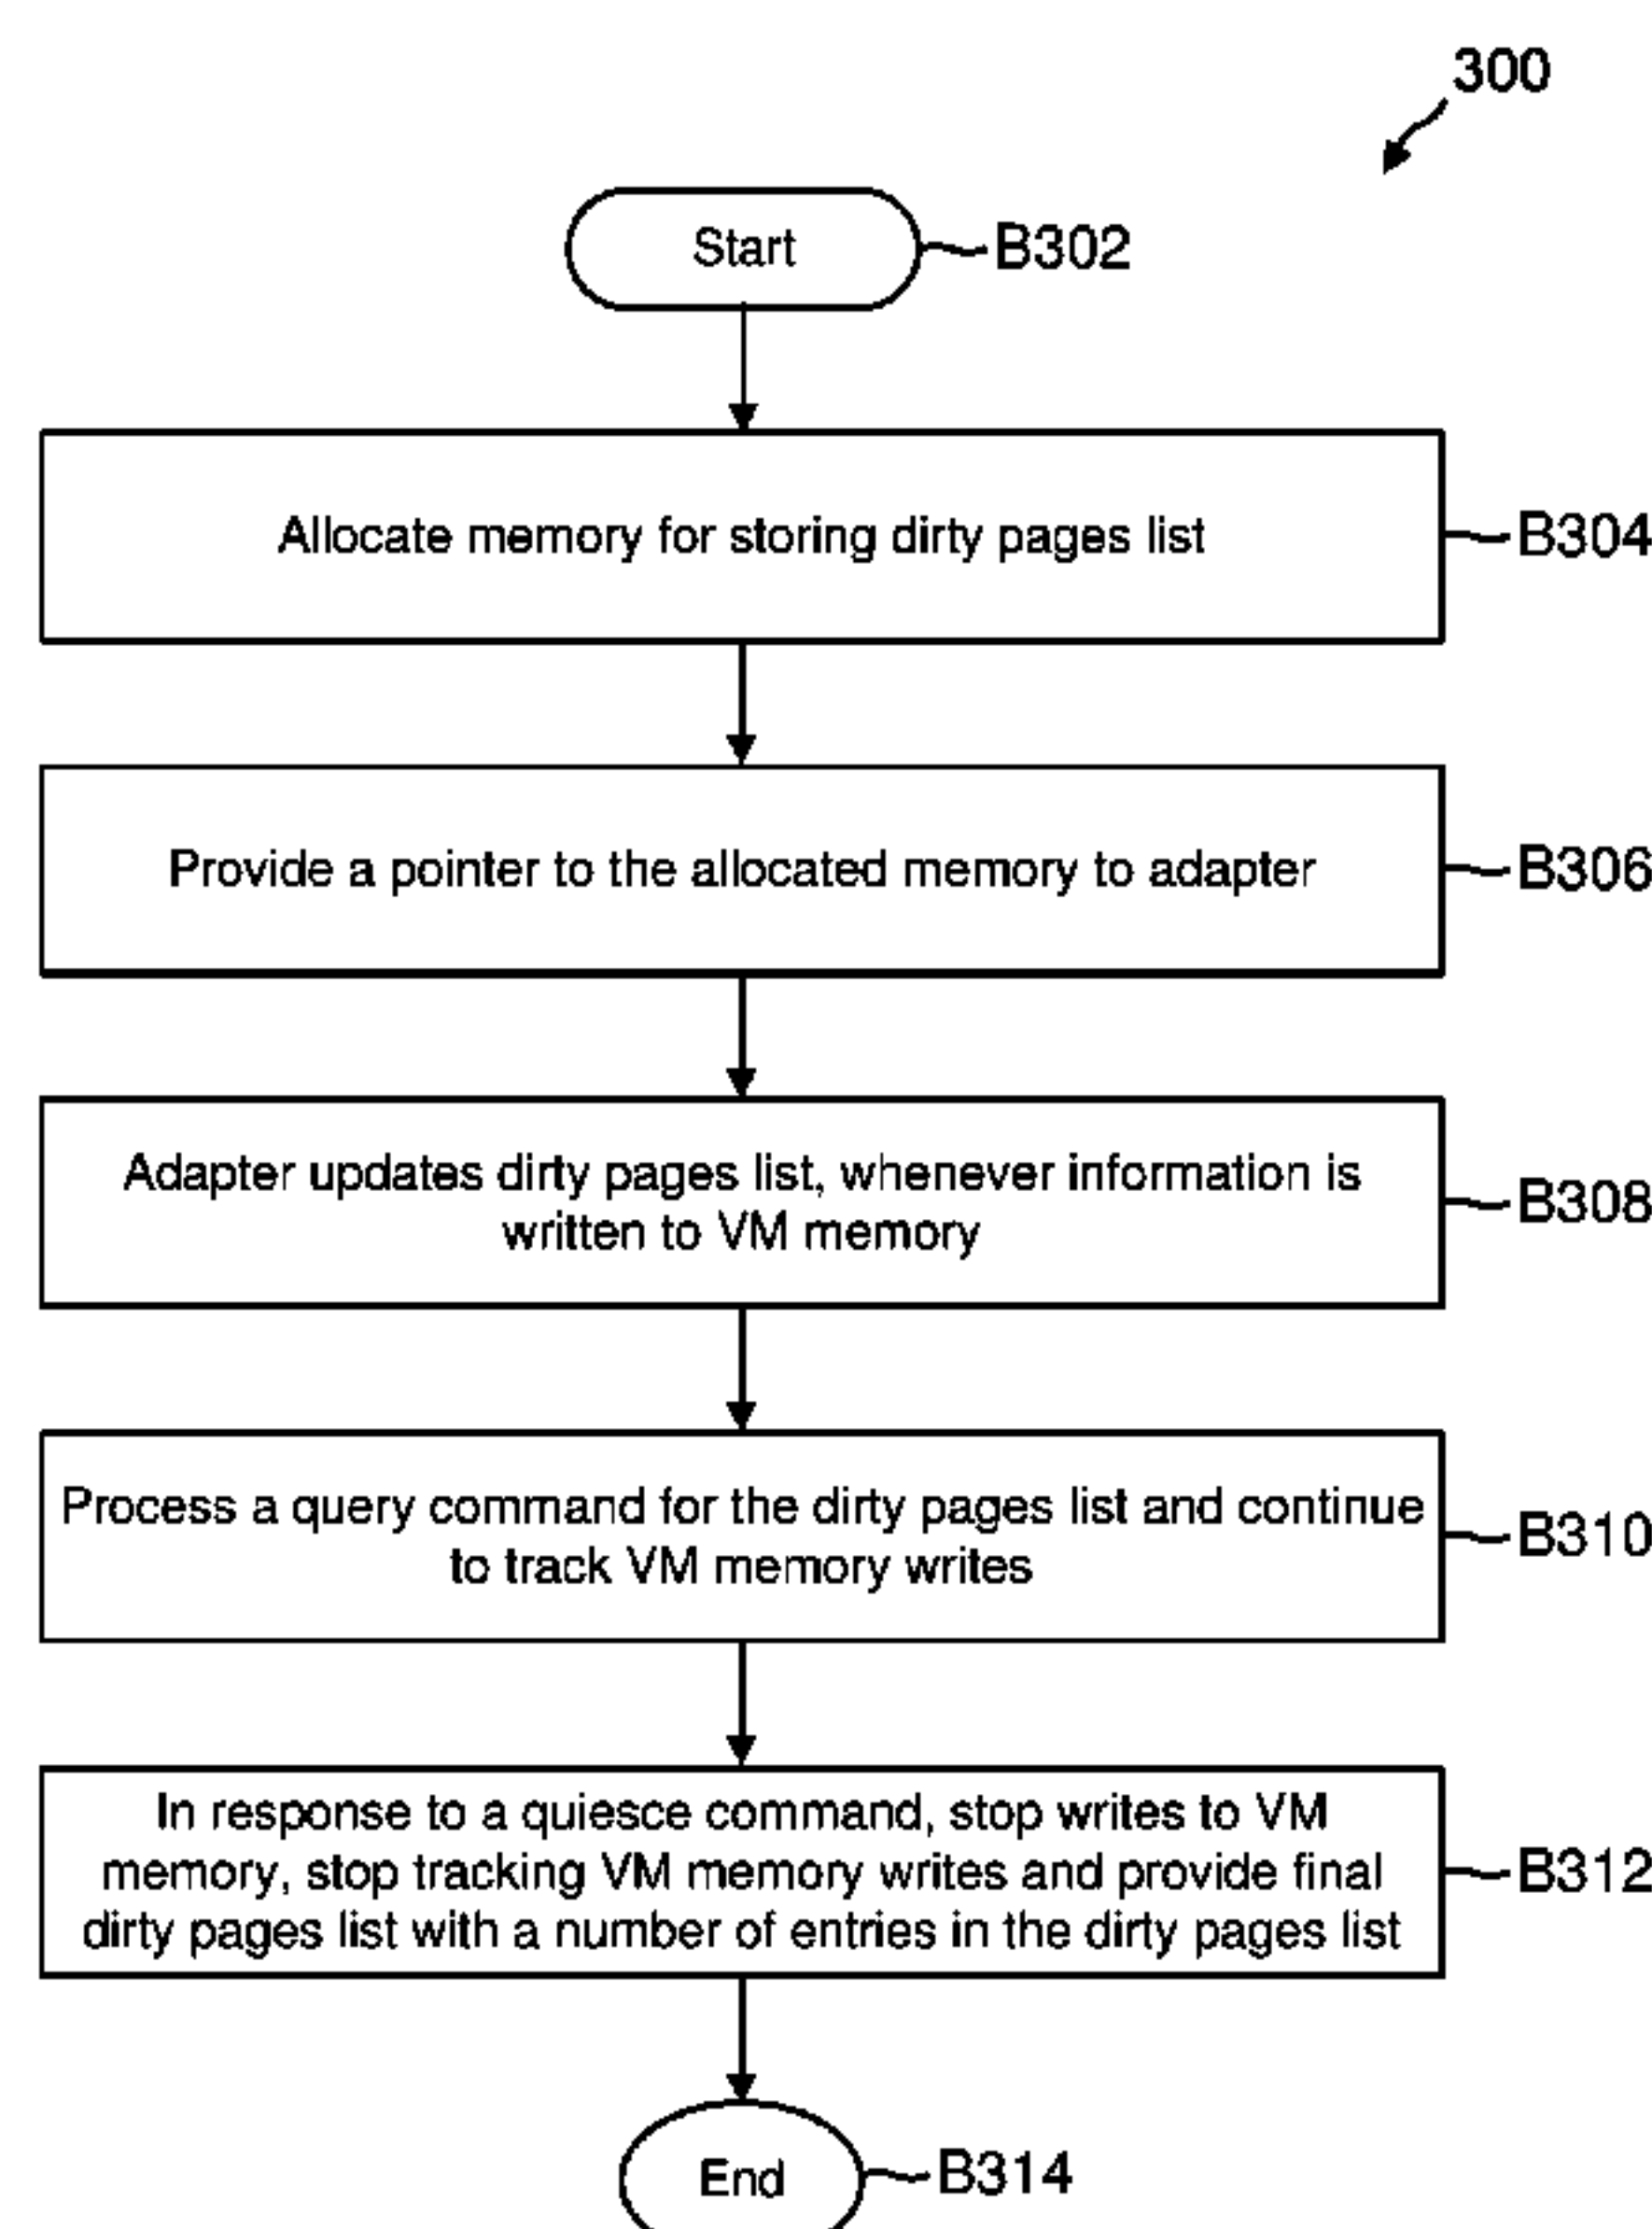 300
Start
B302
Allocate memory for storing dirty pages list
B304
Provide a pointer to the allocated memory to adapter
B306
Adapter updates dirty pages list, whenever information is
written to VM memory
B308
Process a query command for the dirty pages list and continue
to track VM memory writes
B310
In response to a quiesce command, stop writes to VM
memory, stop tracking VM memory writes and provide final
dirty pages list with a number of entries in the dirty pages list
B312
End
B314